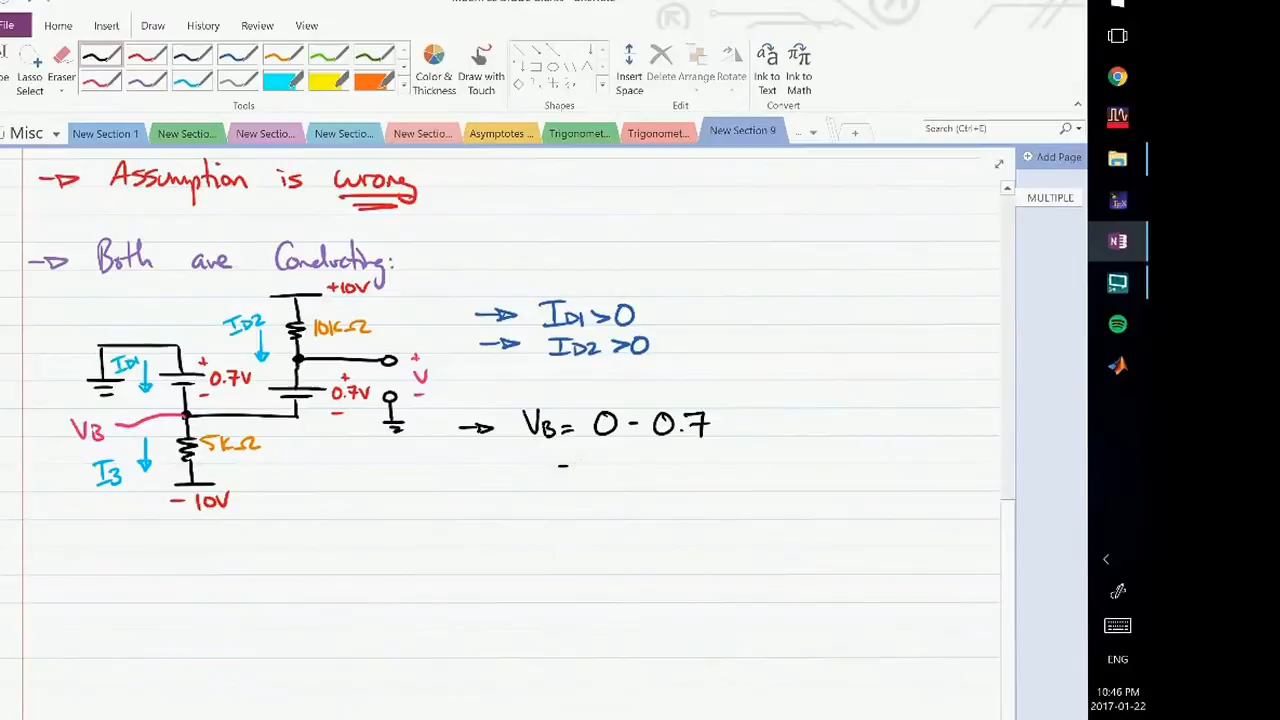 File Home Insert Draw History Review View
Lasso Select
Eraser
Color & Thickness
Draw with Touch
Insert Space
Delete Arrange Rotate
Ink to Text
Ink to Math
Tools Shapes Edit Convert
Misc New Section 1 New Sectio... New Sectio... New Sectio... New Sectio... Asymptotes Trigonomet... Trigonomet... New Section 9 ... Search (Ctrl+E)
Add Page
MULTIPLE
→ Assumption is wrong
→ Both are Conducting:
+10V
ID2
10KΩ
→ ID1 > 0
→ ID2 > 0
ID1
+
0.7V
-
+
0.7V
-
+
V
-
VB
→ VB = 0 - 0.7
-
5KΩ
I3
- 10V
ENG
10:46 PM
2017-01-22